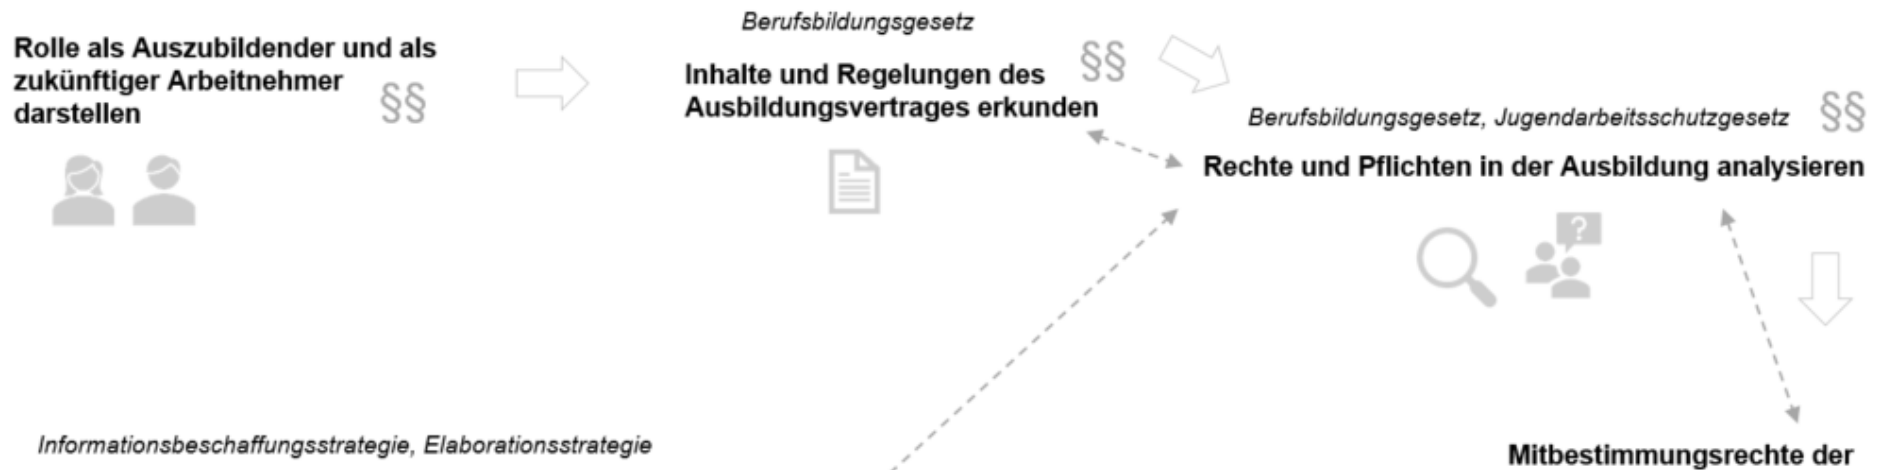 Rolle als Auszubildender und als
zukünftiger Arbeitnehmer
darstellen
§§
Berufsbildungsgesetz
Inhalte und Regelungen des
Ausbildungsvertrages erkunden
§§
Berufsbildungsgesetz, Jugendarbeitsschutzgesetz
§§
Rechte und Pflichten in der Ausbildung analysieren
?
Informationsbeschaffungsstrategie, Elaborationsstrategie
Mitbestimmungsrechte der